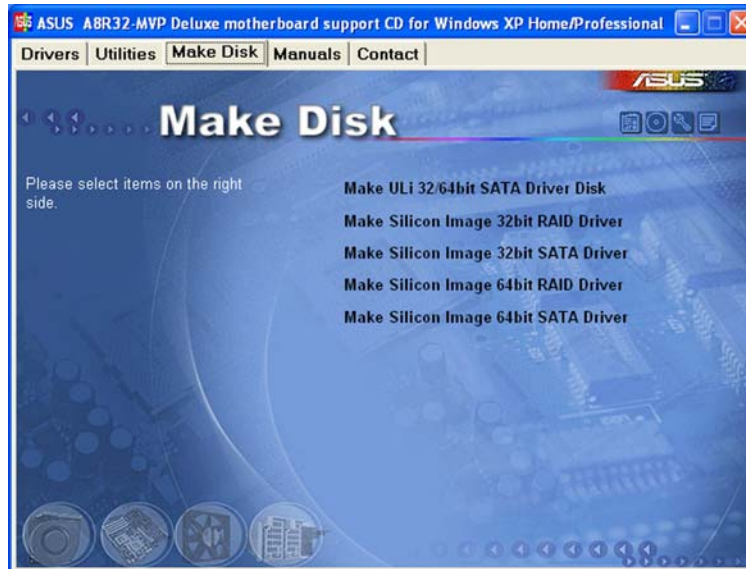 ASUS A8R32-MVP Deluxe motherboard support CD for Windows XP Home/Professional
Drivers Utilities Make Disk Manuals Contact
ASUS
Make Disk
Please select items on the right
side.
Make ULi 32/64bit SATA Driver Disk
Make Silicon Image 32bit RAID Driver
Make Silicon Image 32bit SATA Driver
Make Silicon Image 64bit RAID Driver
Make Silicon Image 64bit SATA Driver